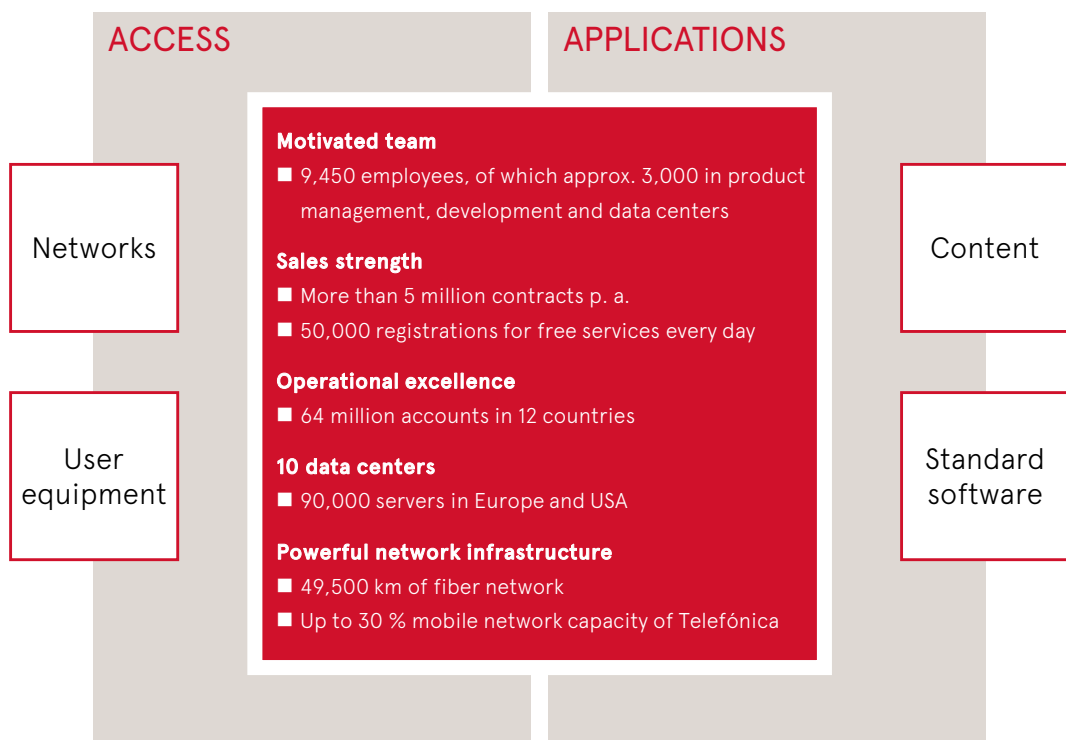 ACCESS
APPLICATIONS
Networks
User
equipment
Motivated team
■ 9,450 employees, of which approx. 3,000 in product
management, development and data centers
Sales strength
■ More than 5 million contracts p. a.
■ 50,000 registrations for free services every day
Operational excellence
■ 64 million accounts in 12 countries
10 data centers
■ 90,000 servers in Europe and USA
Powerful network infrastructure
■ 49,500 km of fiber network
■ Up to 30 % mobile network capacity of Telefónica
Content
Standard
software